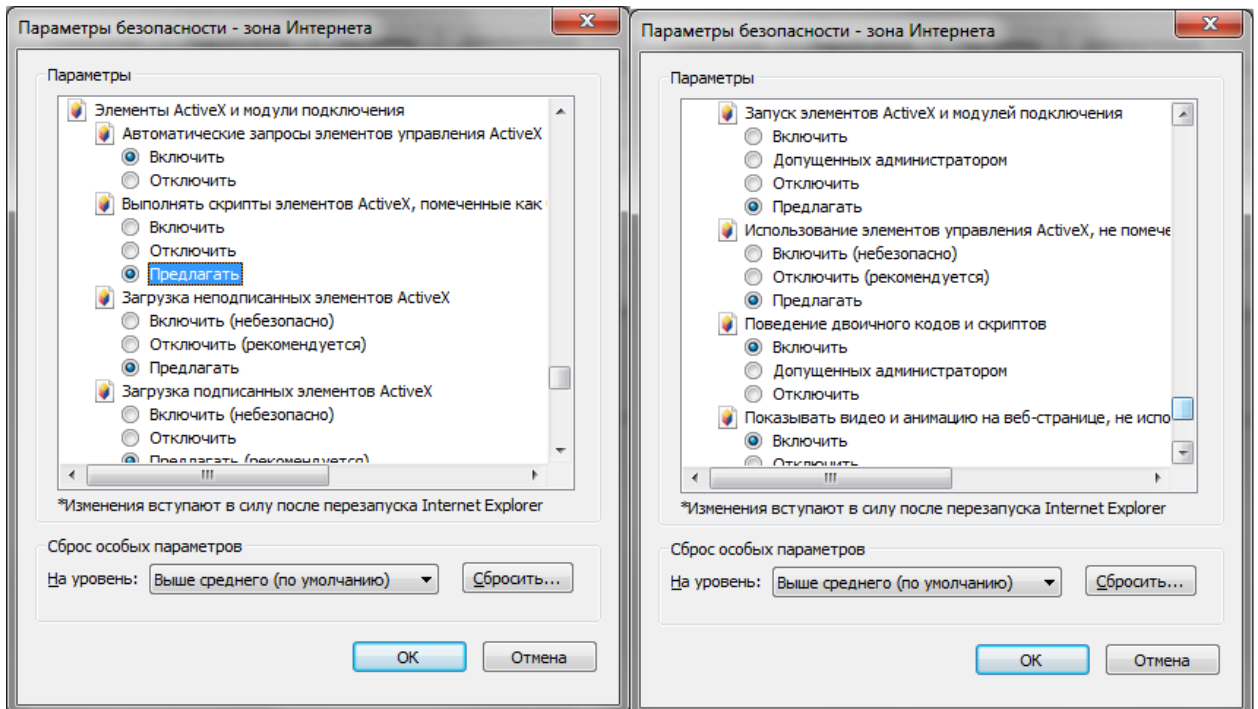 Параметры безопасности - зона Интернета
Параметры
Элементы ActiveX и модули подключения
Автоматические запросы элементов управления ActiveX
Включить
Отключить
Выполнять скрипты элементов ActiveX, помеченные как
Включить
Отключить
Предлагать
Загрузка неподписанных элементов ActiveX
Включить (небезопасно)
Отключить (рекомендуется)
Предлагать
Загрузка подписанных элементов ActiveX
Включить (небезопасно)
Отключить
Предлагать (рекомендуется)
*Изменения вступают в силу после перезапуска Internet Explorer
Сброс особых параметров
На уровень: Выше среднего (по умолчанию) Сбросить...
ОК Отмена
Параметры безопасности - зона Интернета
Параметры
Запуск элементов ActiveX и модулей подключения
Включить
Допущенных администратором
Отключить
Предлагать
Использование элементов управления ActiveX, не помече
Включить (небезопасно)
Отключить (рекомендуется)
Предлагать
Поведение двоичного кодов и скриптов
Включить
Допущенных администратором
Отключить
Показывать видео и анимацию на веб-странице, не испо
Включить
Отключить
*Изменения вступают в силу после перезапуска Internet Explorer
Сброс особых параметров
На уровень: Выше среднего (по умолчанию) Сбросить...
ОК Отмена